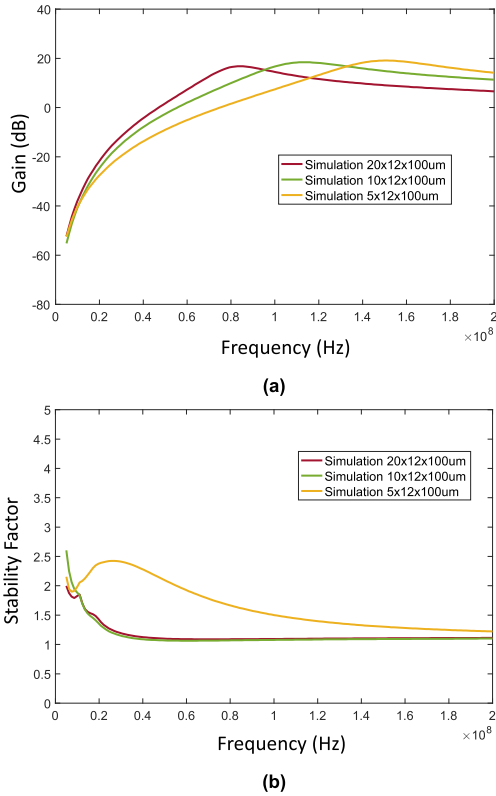 40
20
0
-20
-40
-60
-80
Gain (dB)
Simulation 20x12x100um
Simulation 10x12x100um
Simulation 5x12x100um
0 0.2 0.4 0.6 0.8 1 1.2 1.4 1.6 1.8 2
×10⁸
Frequency (Hz)
(a)
5
4.5
4
3.5
3
2.5
2
1.5
1
0.5
0
Stability Factor
Simulation 20x12x100um
Simulation 10x12x100um
Simulation 5x12x100um
0 0.2 0.4 0.6 0.8 1 1.2 1.4 1.6 1.8 2
×10⁸
Frequency (Hz)
(b)